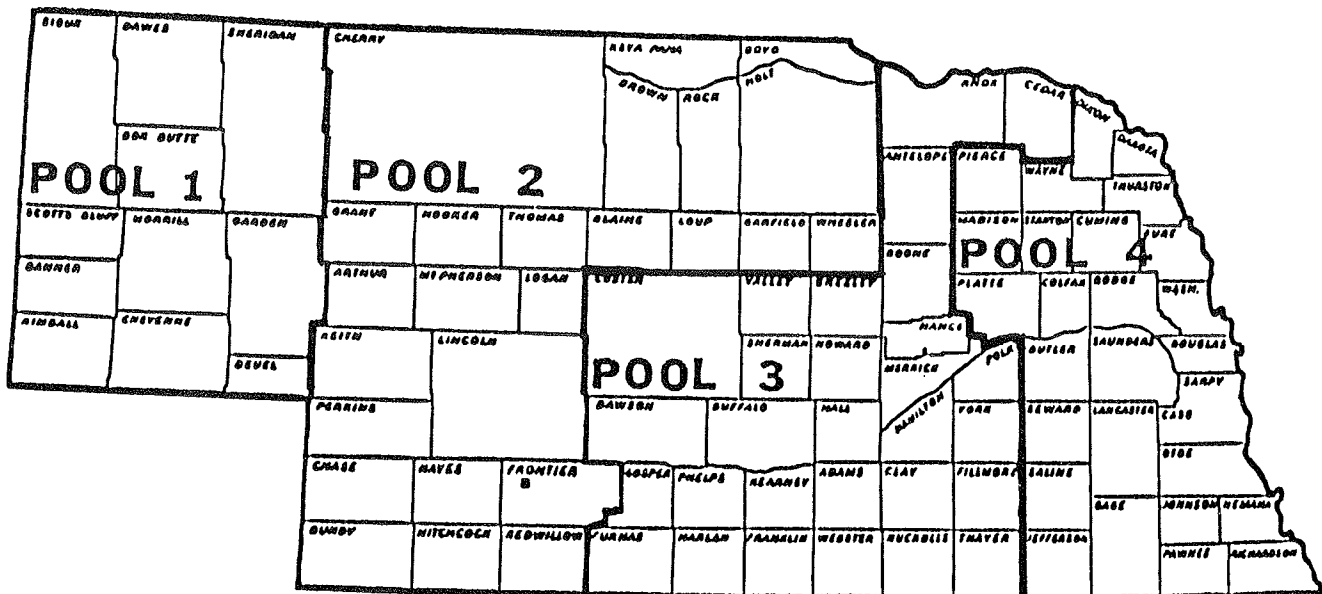 SIOUX DAWES SHERIDAN CHERRY KEYA PAHA BOYD
BROWN ROCK HOLT KNOX CEDAR DIXON DAKOTA
BOX BUTTE ANTELOPE PIERCE WAYNE THURSTON
POOL 1 POOL 2
SCOTTS BLUFF MORRILL GARDEN GRANT HOOKER THOMAS BLAINE LOUP GARFIELD WHEELER MADISON STANTON CUMING BURT
BOONE POOL 4
BANNER ARTHUR MCPHERSON LOGAN CUSTER VALLEY GREELEY PLATTE COLFAX DODGE WASH.
KIMBALL CHEYENNE KEITH LINCOLN NANCE
SHERMAN HOWARD MERRICK POLK BUTLER SAUNDERS DOUGLAS
DEUEL POOL 3 SARPY
PERKINS DAWSON BUFFALO HALL HAMILTON YORK SEWARD LANCASTER CASS
OTOE
CHASE HAYES FRONTIER GOSPER PHELPS KEARNEY ADAMS CLAY FILLMORE SALINE
GAGE JOHNSON NEMAHA
DUNDY HITCHCOCK REDWILLOW FURNAS HARLAN FRANKLIN WEBSTER NUCKOLLS THAYER JEFFERSON
PAWNEE RICHARDSON